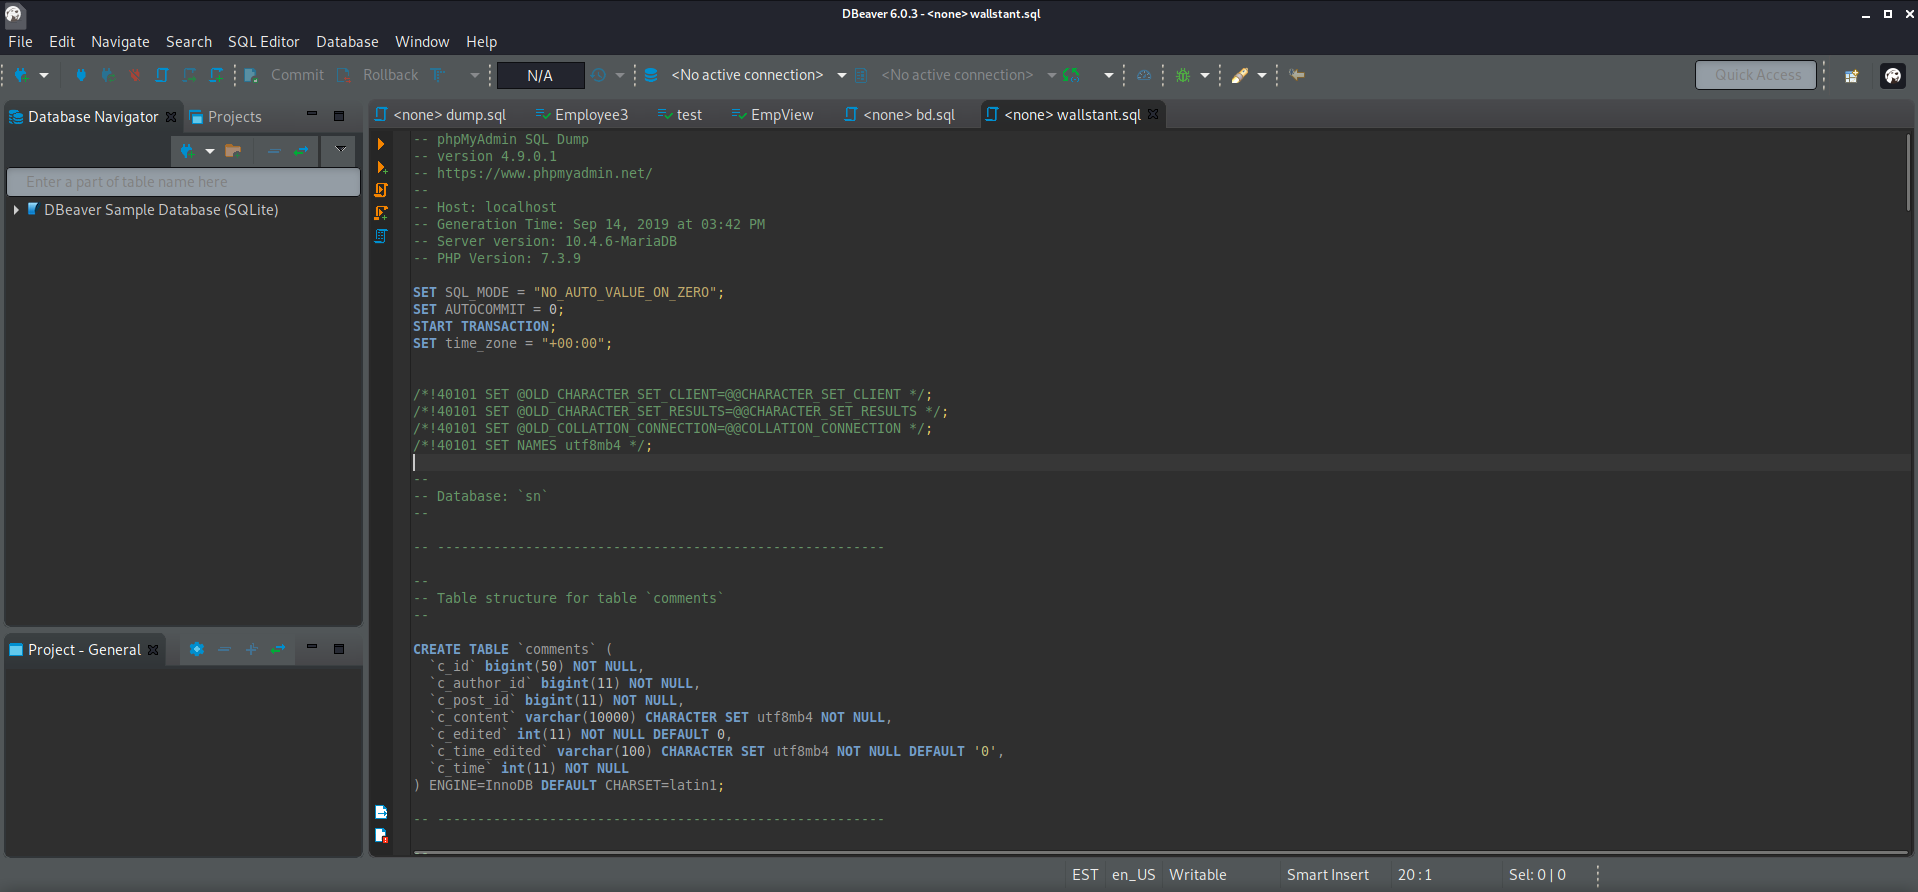 DBeaver 6.0.3 - <none> wallstant.sql
File Edit Navigate Search SQL Editor Database Window Help
Commit Rollback N/A <No active connection> <No active connection> Quick Access
Database Navigator Projects
Enter a part of table name here
DBeaver Sample Database (SQLite)
Project - General
<none> dump.sql Employee3 test EmpView <none> bd.sql <none> wallstant.sql
-- phpMyAdmin SQL Dump
-- version 4.9.0.1
-- https://www.phpmyadmin.net/
--
-- Host: localhost
-- Generation Time: Sep 14, 2019 at 03:42 PM
-- Server version: 10.4.6-MariaDB
-- PHP Version: 7.3.9
SET SQL_MODE = "NO_AUTO_VALUE_ON_ZERO";
SET AUTOCOMMIT = 0;
START TRANSACTION;
SET time_zone = "+00:00";
/*!40101 SET @OLD_CHARACTER_SET_CLIENT=@@CHARACTER_SET_CLIENT */;
/*!40101 SET @OLD_CHARACTER_SET_RESULTS=@@CHARACTER_SET_RESULTS */;
/*!40101 SET @OLD_COLLATION_CONNECTION=@@COLLATION_CONNECTION */;
/*!40101 SET NAMES utf8mb4 */;
--
-- Database: `sn`
--
-- --------------------------------------------------------
--
-- Table structure for table `comments`
--
CREATE TABLE `comments` (
`c_id` bigint(50) NOT NULL,
`c_author_id` bigint(11) NOT NULL,
`c_post_id` bigint(11) NOT NULL,
`c_content` varchar(10000) CHARACTER SET utf8mb4 NOT NULL,
`c_edited` int(11) NOT NULL DEFAULT 0,
`c_time_edited` varchar(100) CHARACTER SET utf8mb4 NOT NULL DEFAULT '0',
`c_time` int(11) NOT NULL
) ENGINE=InnoDB DEFAULT CHARSET=latin1;
-- --------------------------------------------------------
EST en_US Writable Smart Insert 20 : 1 Sel: 0 | 0